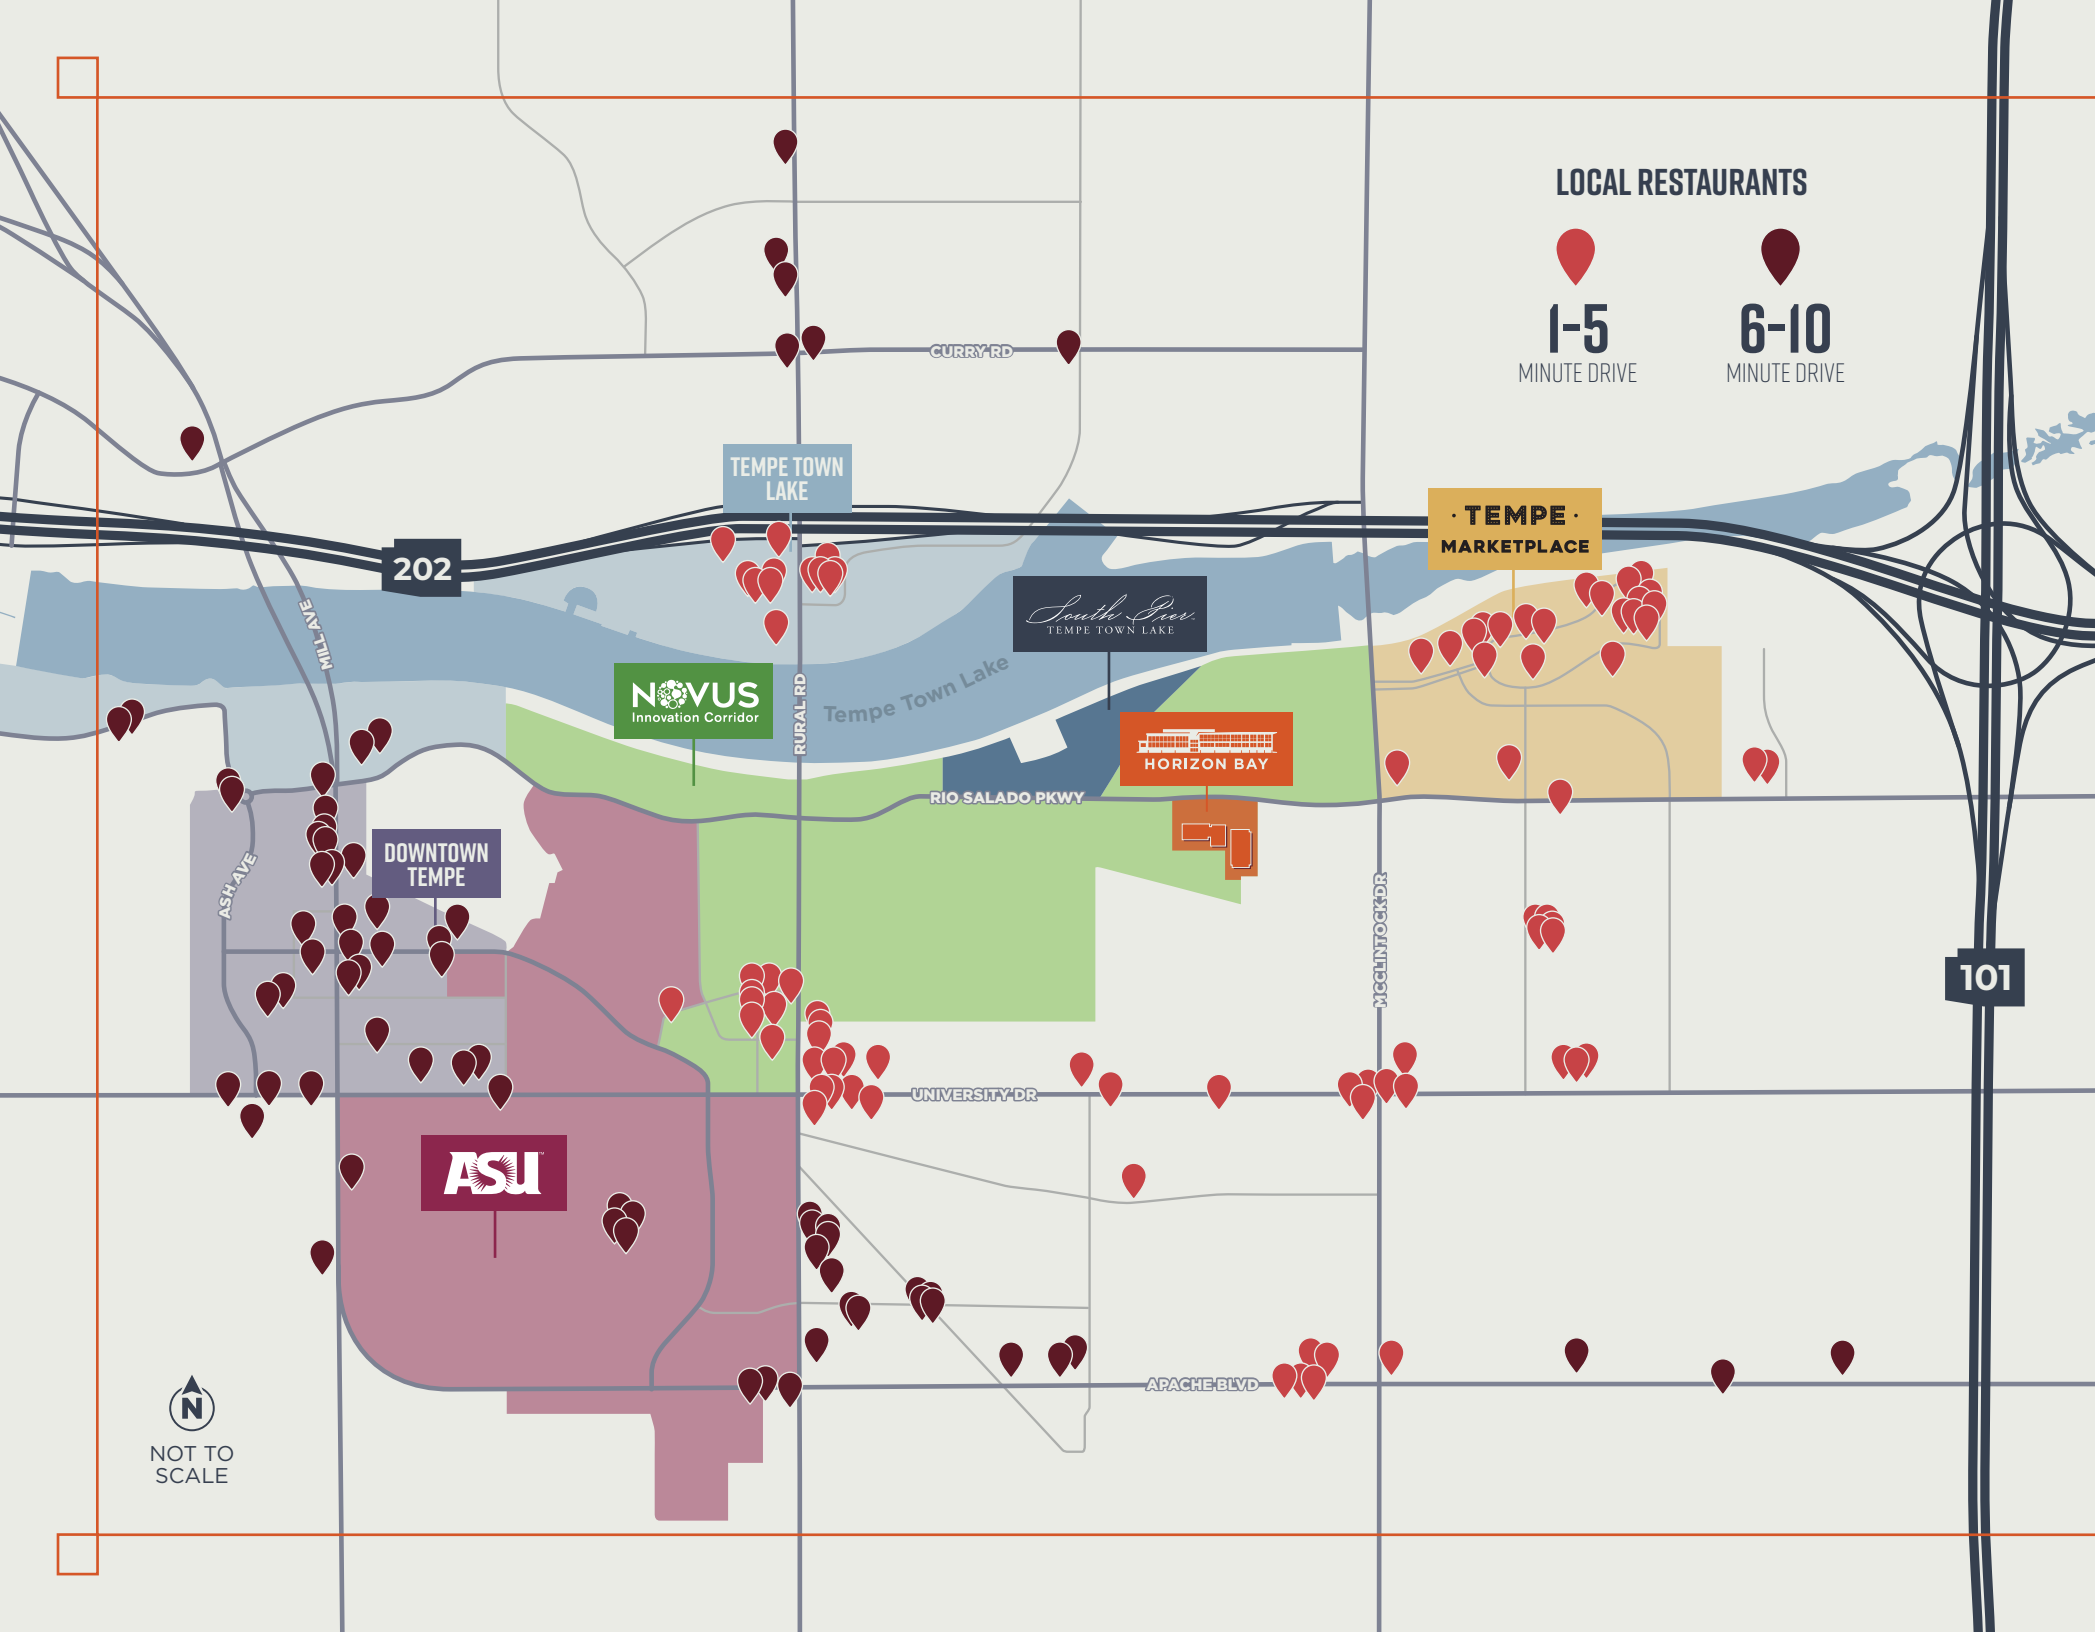 LOCAL RESTAURANTS
1-5
MINUTE DRIVE
6-10
MINUTE DRIVE
CURRY RD
TEMPE TOWN
LAKE
· TEMPE ·
MARKETPLACE
202
MILL AVE
South Pier
TEMPE TOWN LAKE
NOVUS
Innovation Corridor
RURAL RD
Tempe Town Lake
HORIZON BAY
RIO SALADO PKWY
DOWNTOWN
TEMPE
ASH AVE
MCCLINTOCK DR
101
UNIVERSITY DR
ASU
APACHE BLVD
N
NOT TO
SCALE